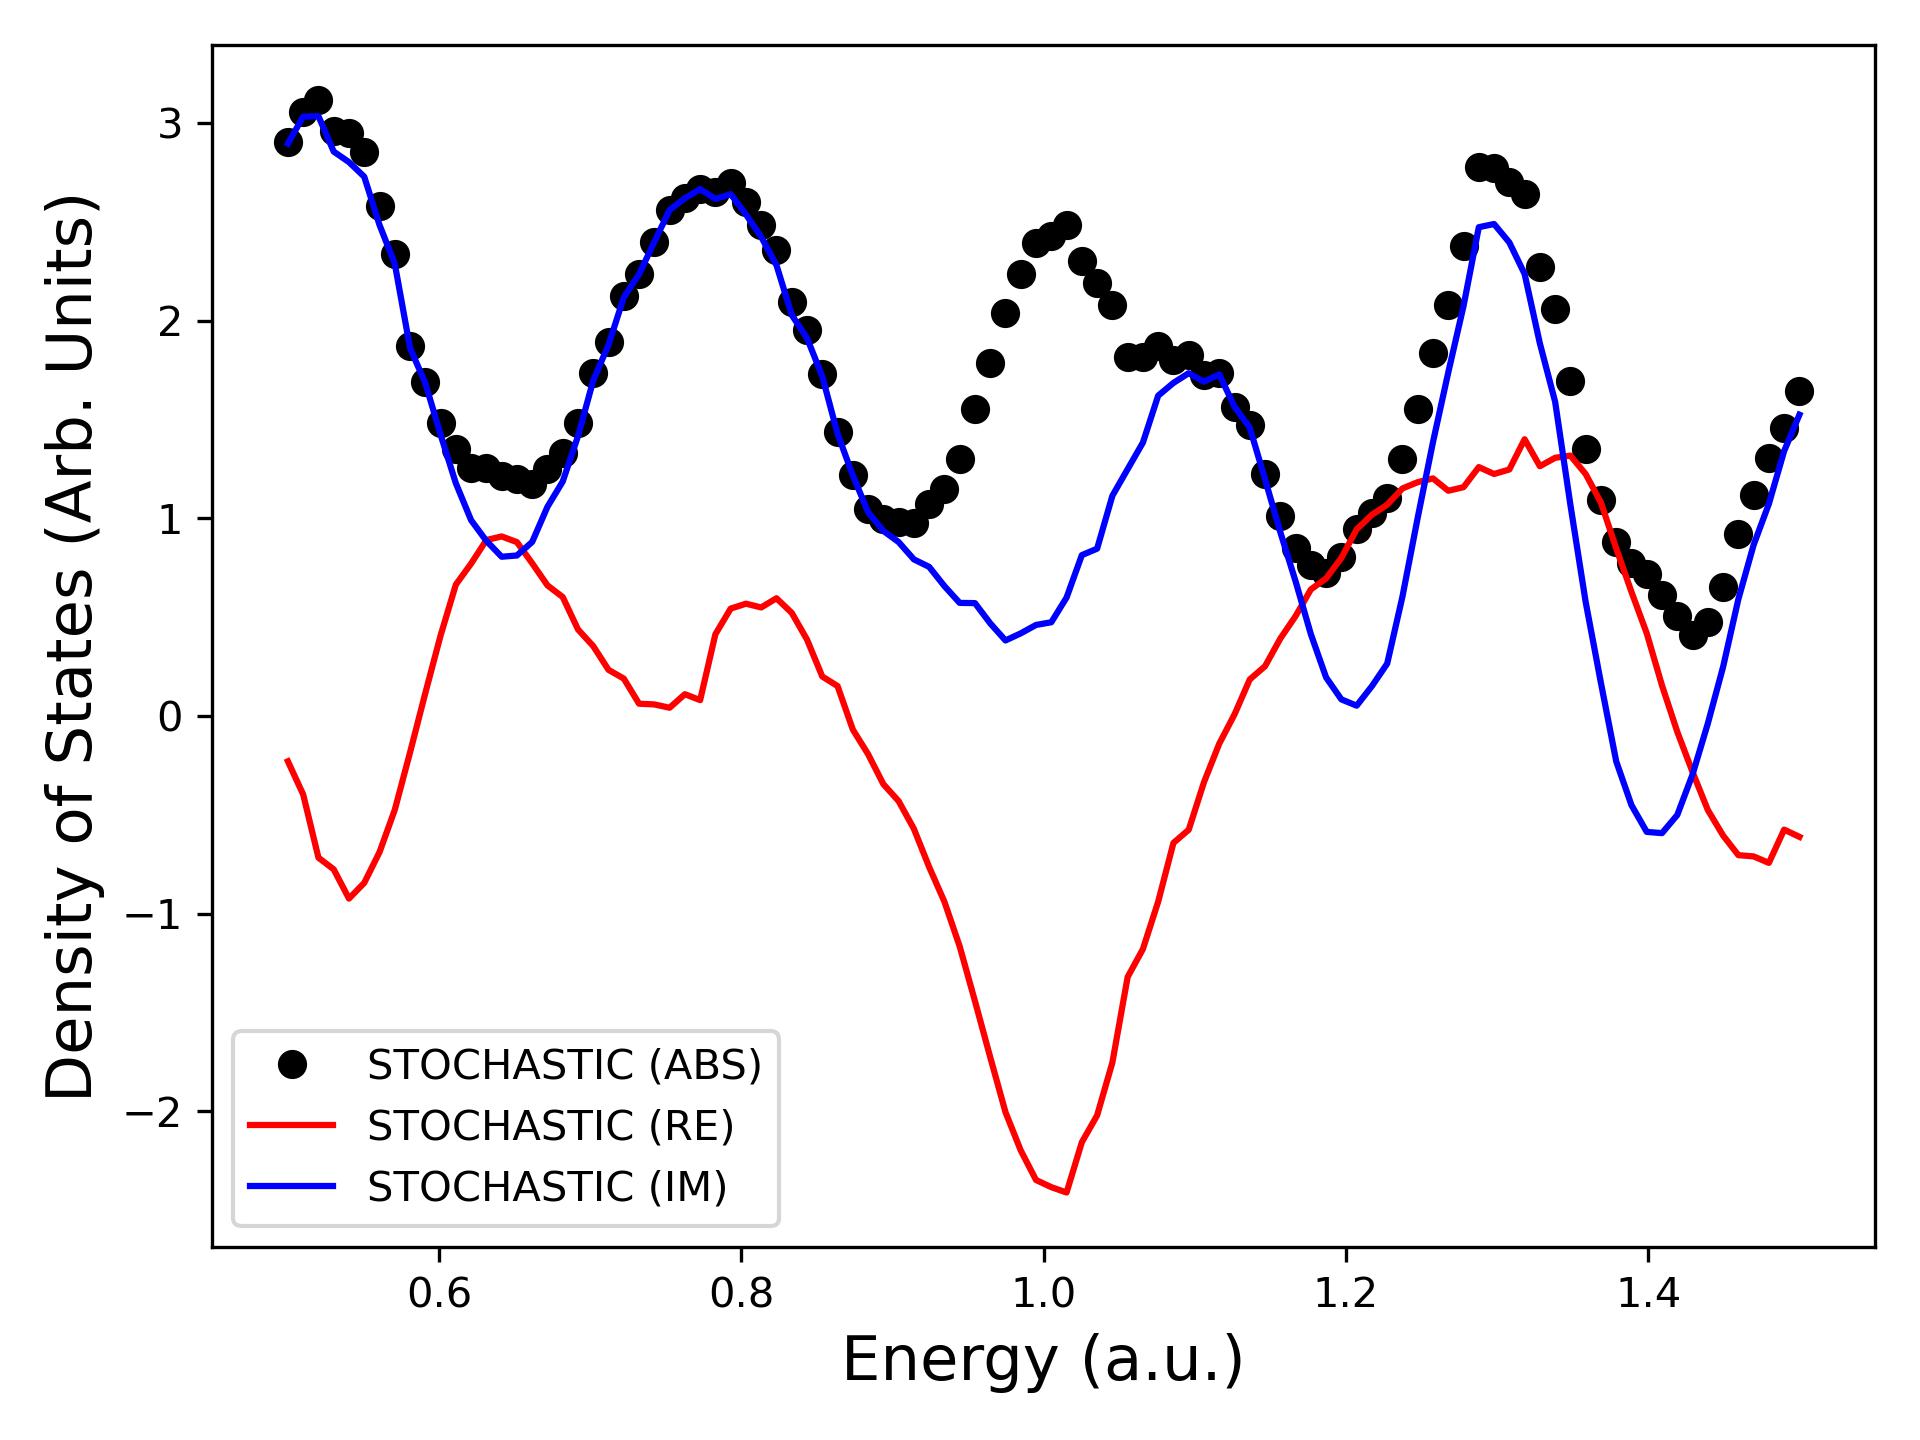 Density of States (Arb. Units)
3
2
1
0
−1
−2
STOCHASTIC (ABS)
STOCHASTIC (RE)
STOCHASTIC (IM)
0.6 0.8 1.0 1.2 1.4
Energy (a.u.)